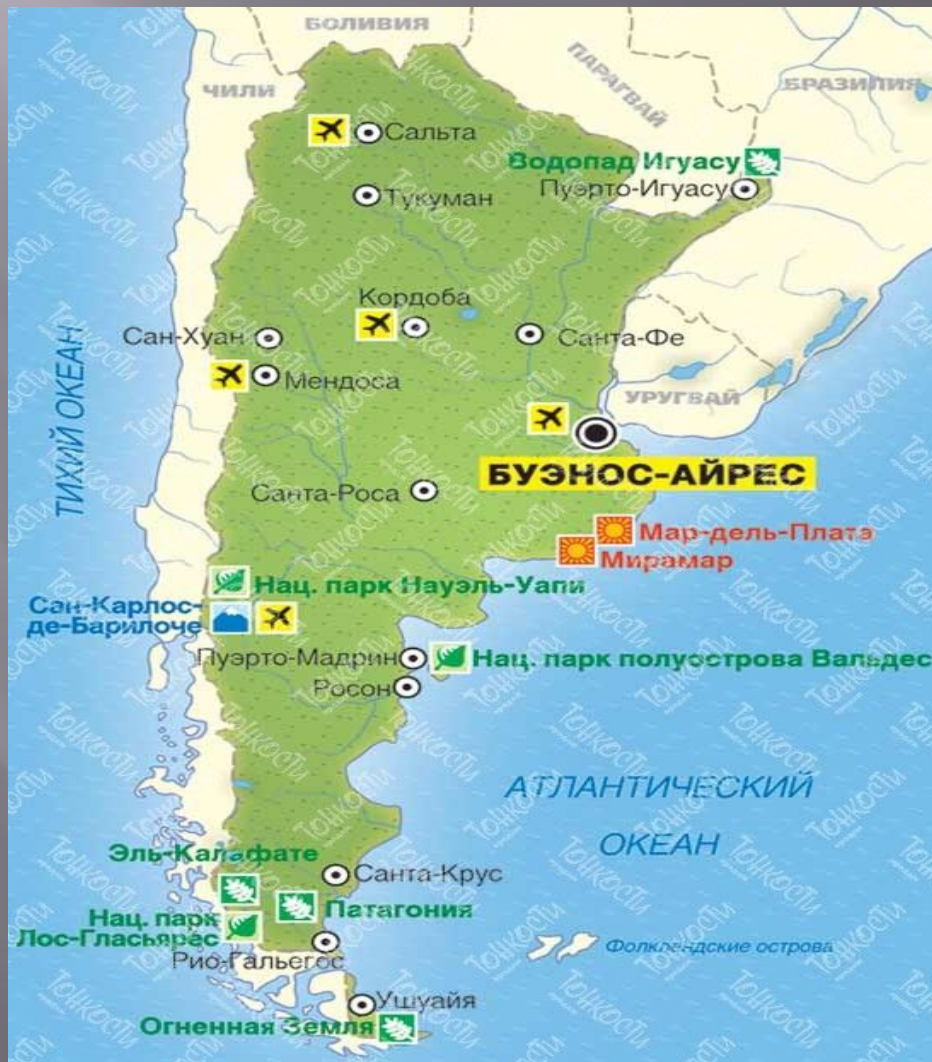 БОЛИВИЯ
ЧИЛИ
ПАРАГВАЙ
БРАЗИЛИЯ
Сальта
Водопад Игуасу
Пуэрто-Игуасу
Тукуман
Кордоба
Сан-Хуан
Санта-Фе
Мендоса
УРУГВАЙ
ТИХИЙ ОКЕАН
БУЭНОС-АЙРЕС
Санта-Роса
Мар-дель-Плата
Мирамар
Нац. парк Науэль-Уапи
Сан-Карлос-
де-Барилоче
Пуэрто-Мадрин
Нац. парк полуострова Вальдес
Росон
АТЛАНТИЧЕСКИЙ
ОКЕАН
Эль-Калафате
Санта-Крус
Патагония
Нац. парк
Лос-Гласьярес
Рио-Гальегос
Фолклендские острова
Ушуайя
Огненная Земля
Тонкости